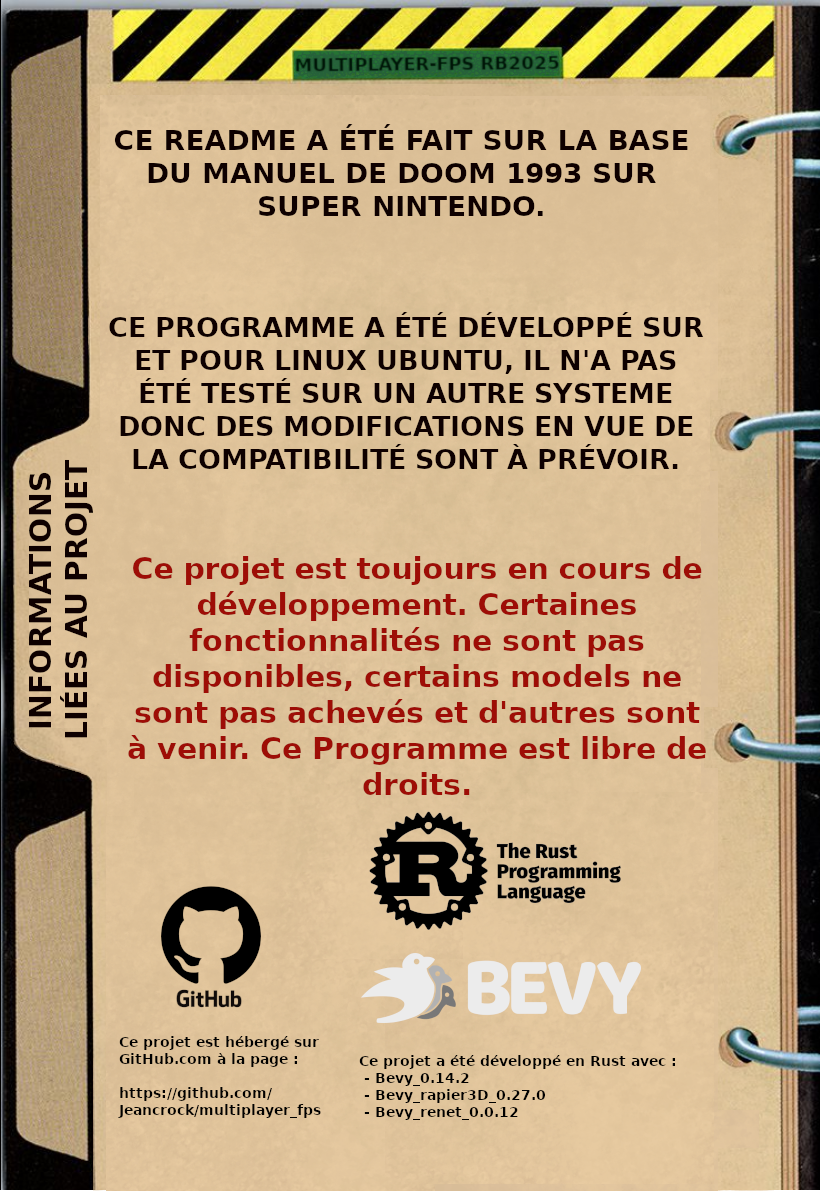 MULTIPLAYER-FPS RB2025
CE README A ÉTÉ FAIT SUR LA BASE
DU MANUEL DE DOOM 1993 SUR
SUPER NINTENDO.
CE PROGRAMME A ÉTÉ DÉVELOPPÉ SUR
ET POUR LINUX UBUNTU, IL N'A PAS
ÉTÉ TESTÉ SUR UN AUTRE SYSTEME
DONC DES MODIFICATIONS EN VUE DE
LA COMPATIBILITÉ SONT À PRÉVOIR.
INFORMATIONS
LIÉES AU PROJET
Ce projet est toujours en cours de
développement. Certaines
fonctionnalités ne sont pas
disponibles, certains models ne
sont pas achevés et d'autres sont
à venir. Ce Programme est libre de
droits.
R
The Rust
Programming
Language
GitHub
BEVY
Ce projet est hébergé sur
GitHub.com à la page :
https://github.com/
Jeancrock/multiplayer_fps
Ce projet a été développé en Rust avec :
- Bevy_0.14.2
- Bevy_rapier3D_0.27.0
- Bevy_renet_0.0.12